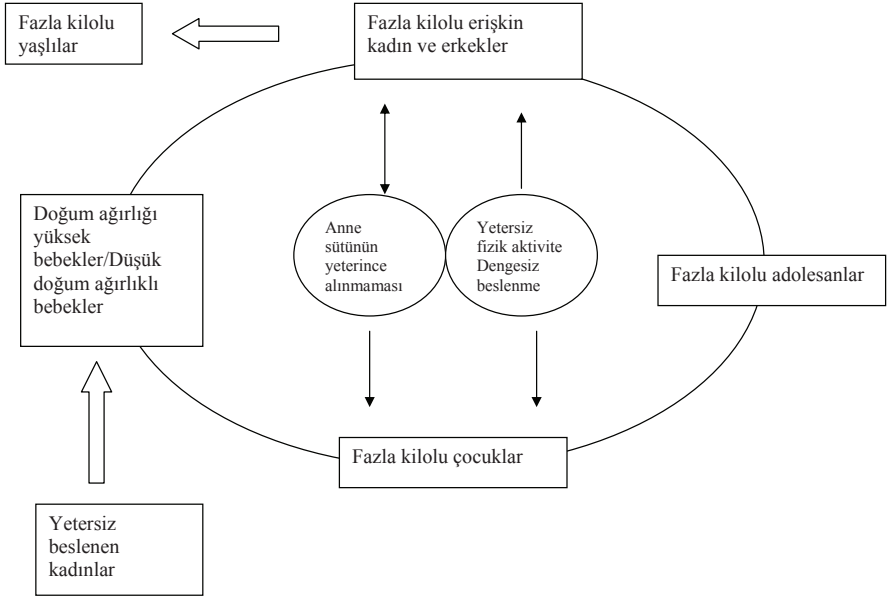 Fazla kilolu
yaşlılar
Fazla kilolu erişkin
kadın ve erkekler
Doğum ağırlığı
yüksek
bebekler/Düşük
doğum ağırlıklı
bebekler
Anne
sütünün
yeterince
alınmaması
Yetersiz
fizik aktivite
Dengesiz
beslenme
Fazla kilolu adolesanlar
Fazla kilolu çocuklar
Yetersiz
beslenen
kadınlar